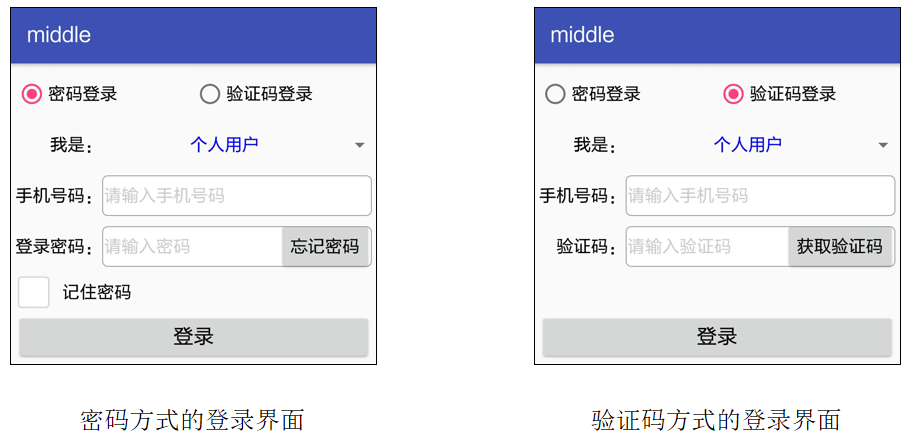 middle
密码登录 验证码登录
我是： 个人用户
手机号码： 请输入手机号码
登录密码： 请输入密码 忘记密码
记住密码
登录
密码方式的登录界面
middle
密码登录 验证码登录
我是： 个人用户
手机号码： 请输入手机号码
验证码： 请输入验证码 获取验证码
登录
验证码方式的登录界面